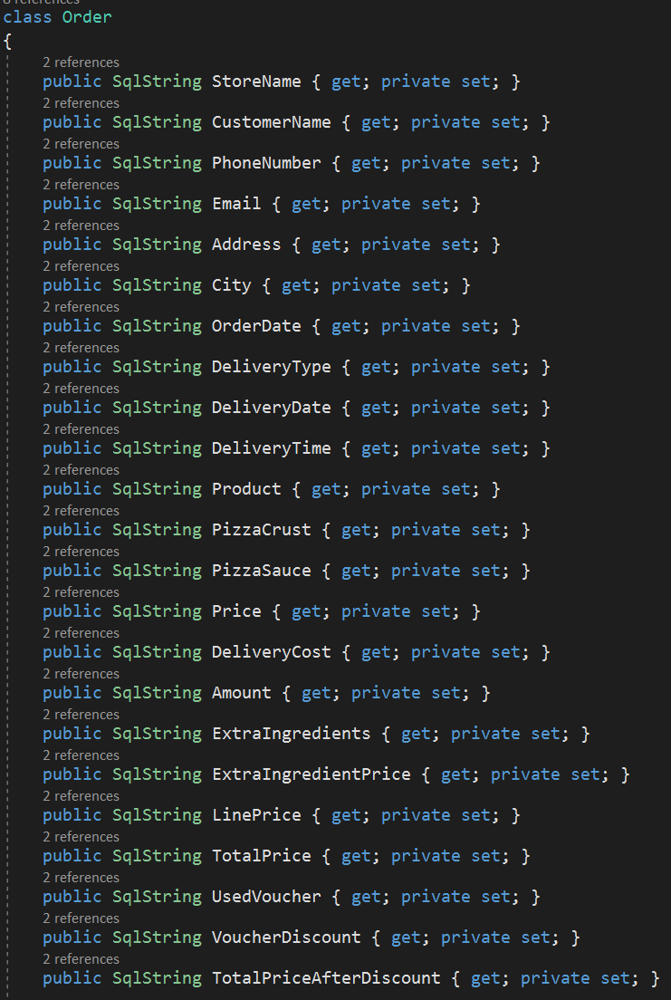 8 references
class Order
{
2 references
public SqlString StoreName { get; private set; }
2 references
public SqlString CustomerName { get; private set; }
2 references
public SqlString PhoneNumber { get; private set; }
2 references
public SqlString Email { get; private set; }
2 references
public SqlString Address { get; private set; }
2 references
public SqlString City { get; private set; }
2 references
public SqlString OrderDate { get; private set; }
2 references
public SqlString DeliveryType { get; private set; }
2 references
public SqlString DeliveryDate { get; private set; }
2 references
public SqlString DeliveryTime { get; private set; }
2 references
public SqlString Product { get; private set; }
2 references
public SqlString PizzaCrust { get; private set; }
2 references
public SqlString PizzaSauce { get; private set; }
2 references
public SqlString Price { get; private set; }
2 references
public SqlString DeliveryCost { get; private set; }
2 references
public SqlString Amount { get; private set; }
2 references
public SqlString ExtraIngredients { get; private set; }
2 references
public SqlString ExtraIngredientPrice { get; private set; }
2 references
public SqlString LinePrice { get; private set; }
2 references
public SqlString TotalPrice { get; private set; }
2 references
public SqlString UsedVoucher { get; private set; }
2 references
public SqlString VoucherDiscount { get; private set; }
2 references
public SqlString TotalPriceAfterDiscount { get; private set; }